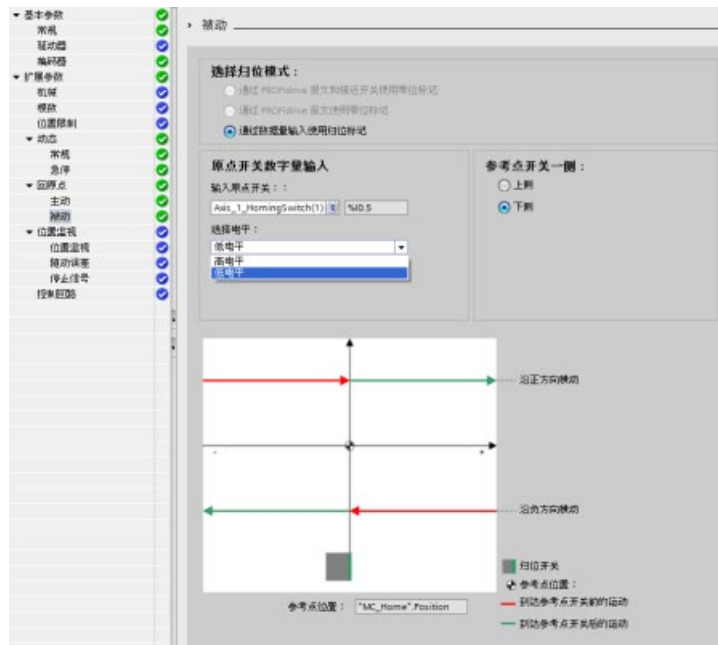 基本参数
常规
驱动器
编码器
扩展参数
机械
模数
位置限制
动态
常规
急停
回原点
主动
被动
位置监视
位置监视
随动误差
停止信号
控制回路
被动
选择归位模式：
通过 PROFIdrive 报文和接近开关使用零位标记
通过 PROFIdrive 报文使用零位标记
通过数据量输入使用归位标记
原点开关数字量输入
输入原点开关：：
Axis_1_HomingSwitch(1) %I0.5
选择电平：
低电平
高电平
低电平
参考点开关一侧：
上侧
下侧
沿正方向被动
- +
沿负方向被动
归位开关
参考点位置：
到达参考点开关前的运动
到达参考点开关后的运动
参考点位置： "MC_Home".Position